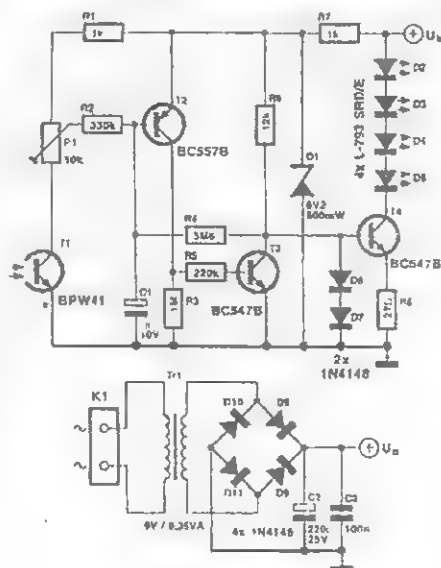 R1
1k
R7
1k
U
D2
D3
D4
D5
4x L-793 SRD/E
R2
330k
T2
BC557B
P1
50k
R8
12k
D1
6V2
500mW
T4
BC547B
R4
3M6
R5
220k
T3
BC547B
T1
BPW41
C1
10V
R3
1M
D6
D7
2x
1N4148
R6
K1
Tr1
9V / 0,35VA
D10
D8
D11
D9
4x 1N4148
C2
25V
C3
100n
U